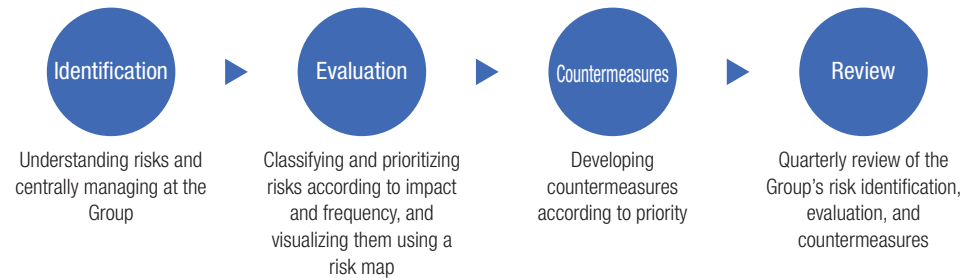 Identification
Understanding risks and
centrally managing at the
Group
Evaluation
Classifying and prioritizing
risks according to impact
and frequency, and
visualizing them using a
risk map
Countermeasures
Developing
countermeasures
according to priority
Review
Quarterly review of the
Group’s risk identification,
evaluation, and
countermeasures